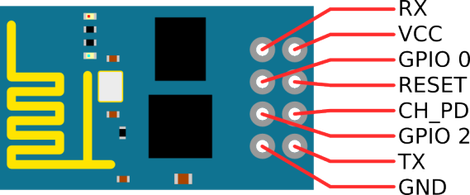 RX
VCC
GPIO 0
RESET
CH_PD
GPIO 2
TX
GND